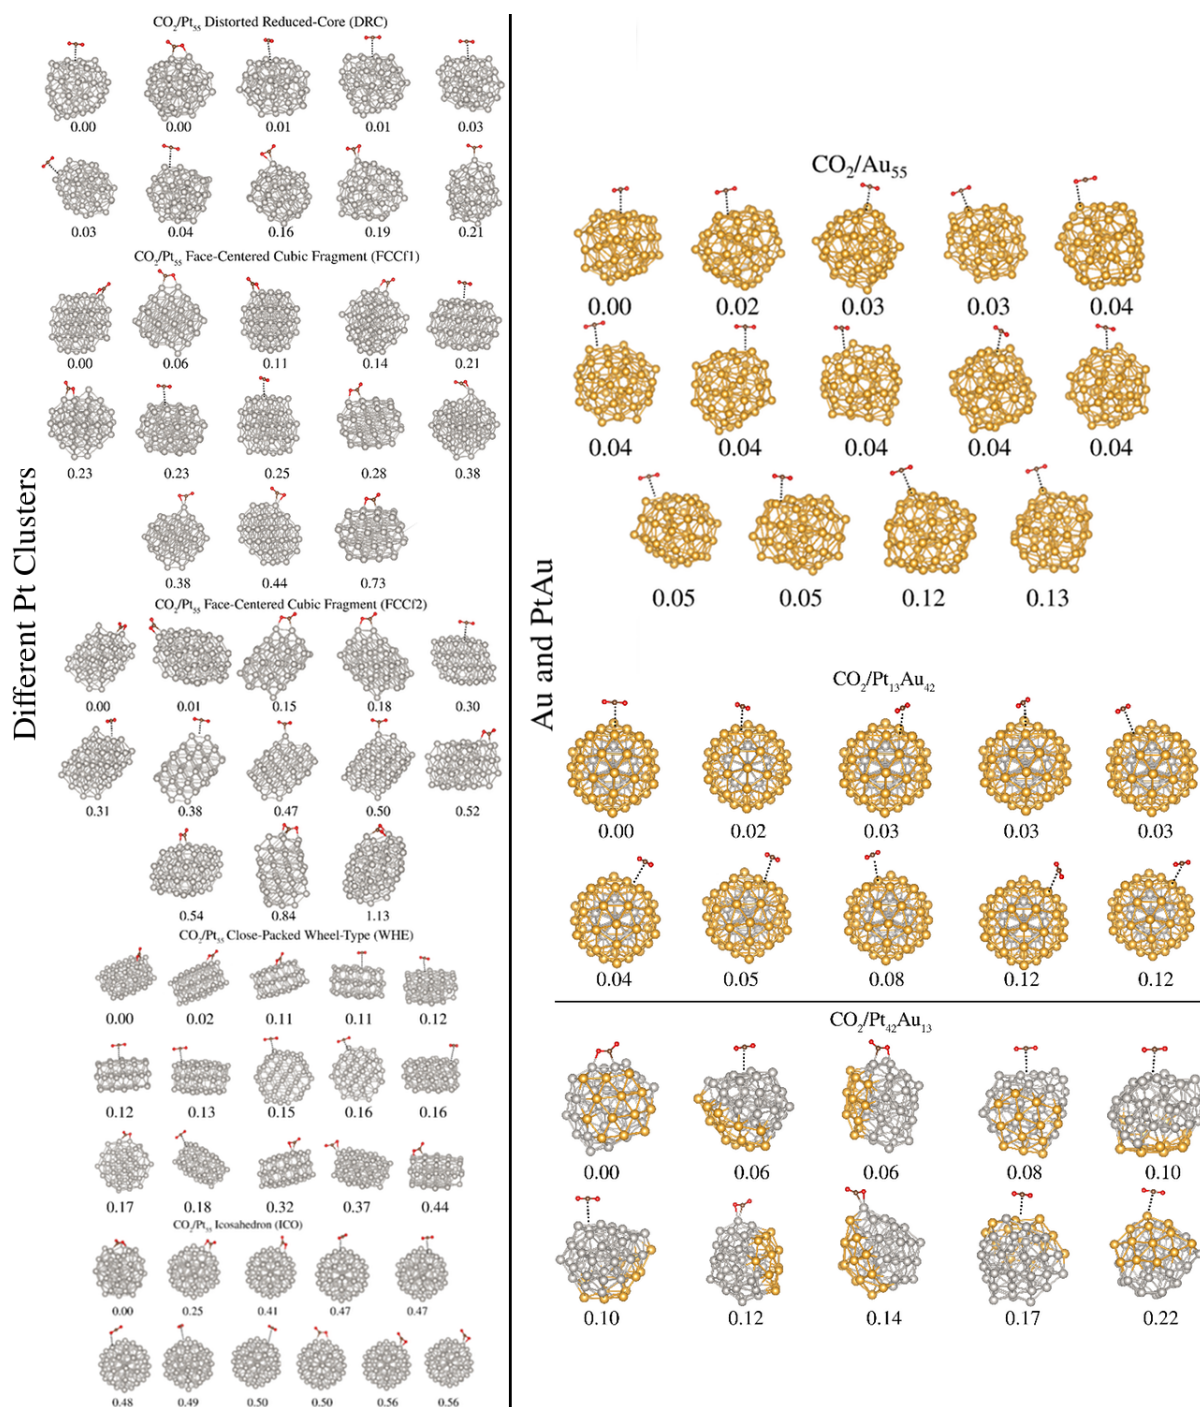 Different Pt Clusters
CO₂/Pt₅₅ Distorted Reduced-Core (DRC)
0.00 0.00 0.01 0.01 0.03
0.03 0.04 0.16 0.19 0.21
CO₂/Pt₅₅ Face-Centered Cubic Fragment (FCCf1)
0.00 0.06 0.11 0.14 0.21
0.23 0.23 0.25 0.28 0.38
0.38 0.44 0.73
CO₂/Pt₅₅ Face-Centered Cubic Fragment (FCCf2)
0.00 0.01 0.15 0.18 0.30
0.31 0.38 0.47 0.50 0.52
0.54 0.84 1.13
CO₂/Pt₅₅ Close-Packed Wheel-Type (WHE)
0.00 0.02 0.11 0.11 0.12
0.12 0.13 0.15 0.16 0.16
0.17 0.18 0.32 0.37 0.44
CO₂/Pt₅₅ Icosahedron (ICO)
0.00 0.25 0.41 0.47 0.47
0.48 0.49 0.50 0.50 0.56 0.56
Au and PtAu
CO₂/Au₅₅
0.00 0.02 0.03 0.03 0.04
0.04 0.04 0.04 0.04 0.04
0.05 0.05 0.12 0.13
CO₂/Pt₁₃Au₄₂
0.00 0.02 0.03 0.03 0.03
0.04 0.05 0.08 0.12 0.12
CO₂/Pt₄₂Au₁₃
0.00 0.06 0.06 0.08 0.10
0.10 0.12 0.14 0.17 0.22